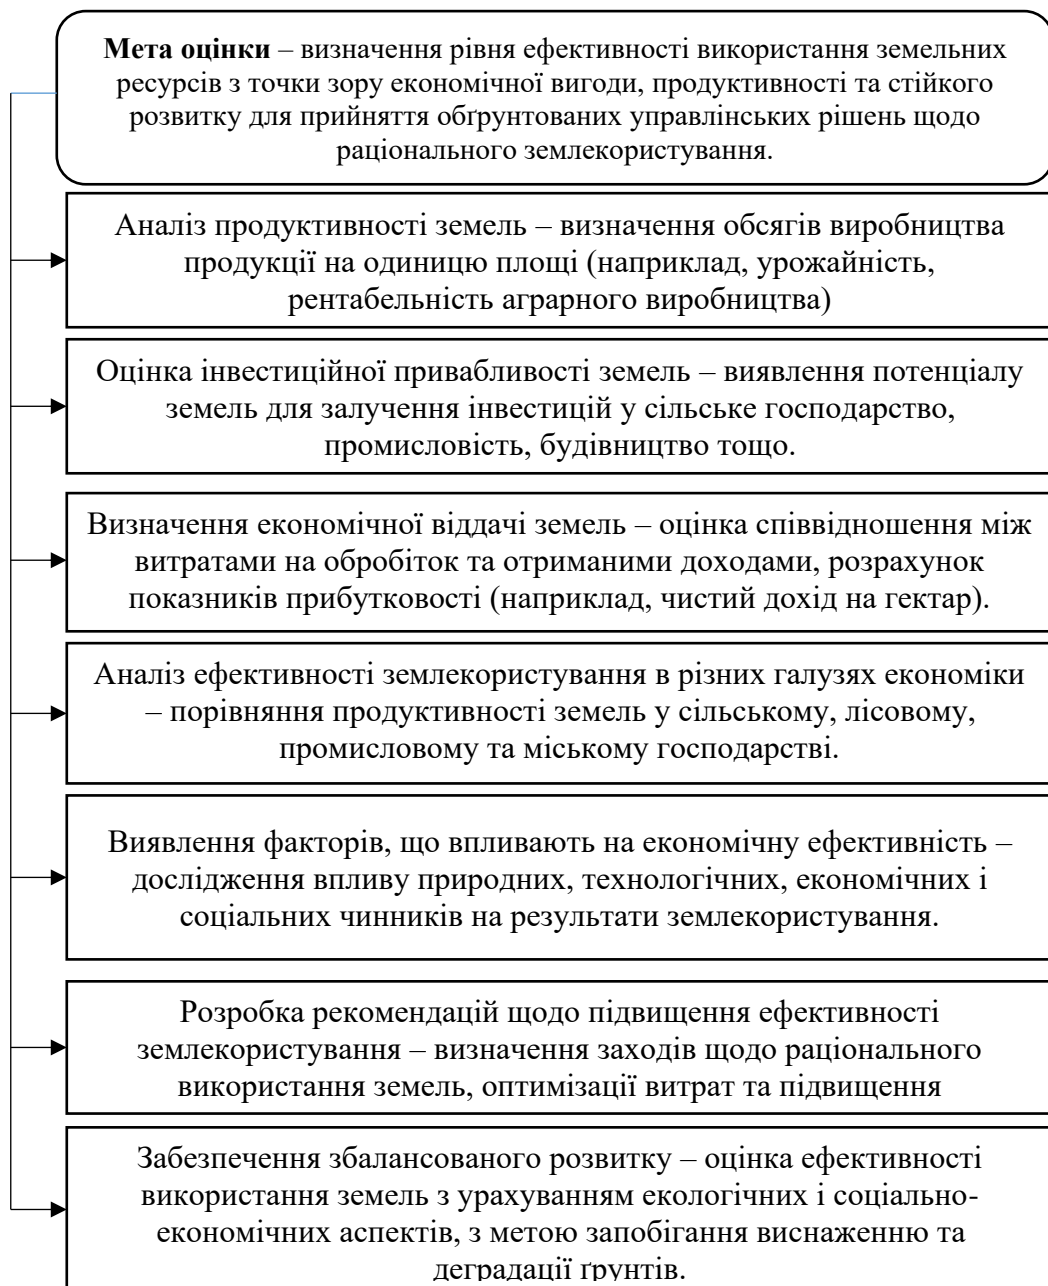 Мета оцінки – визначення рівня ефективності використання земельних
ресурсів з точки зору економічної вигоди, продуктивності та стійкого
розвитку для прийняття обґрунтованих управлінських рішень щодо
раціонального землекористування.
Аналіз продуктивності земель – визначення обсягів виробництва
продукції на одиницю площі (наприклад, урожайність,
рентабельність аграрного виробництва)
Оцінка інвестиційної привабливості земель – виявлення потенціалу
земель для залучення інвестицій у сільське господарство,
промисловість, будівництво тощо.
Визначення економічної віддачі земель – оцінка співвідношення між
витратами на обробіток та отриманими доходами, розрахунок
показників прибутковості (наприклад, чистий дохід на гектар).
Аналіз ефективності землекористування в різних галузях економіки
– порівняння продуктивності земель у сільському, лісовому,
промисловому та міському господарстві.
Виявлення факторів, що впливають на економічну ефективність –
дослідження впливу природних, технологічних, економічних і
соціальних чинників на результати землекористування.
Розробка рекомендацій щодо підвищення ефективності
землекористування – визначення заходів щодо раціонального
використання земель, оптимізації витрат та підвищення
Забезпечення збалансованого розвитку – оцінка ефективності
використання земель з урахуванням екологічних і соціально-
економічних аспектів, з метою запобігання виснаженню та
деградації ґрунтів.